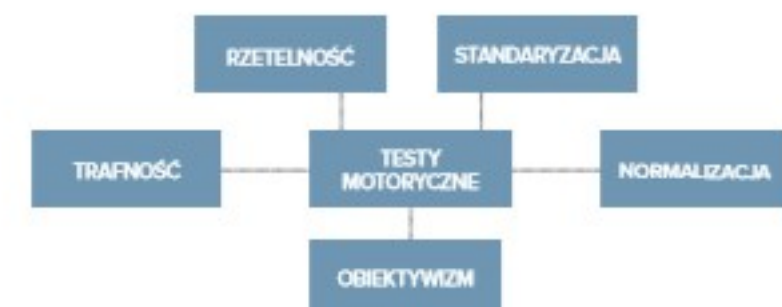 RZETELNOŚĆ
STANDARYZACJA
TRAFNOŚĆ
TESTY
MOTORYCZNE
NORMALIZACJA
OBIEKTYWIZM